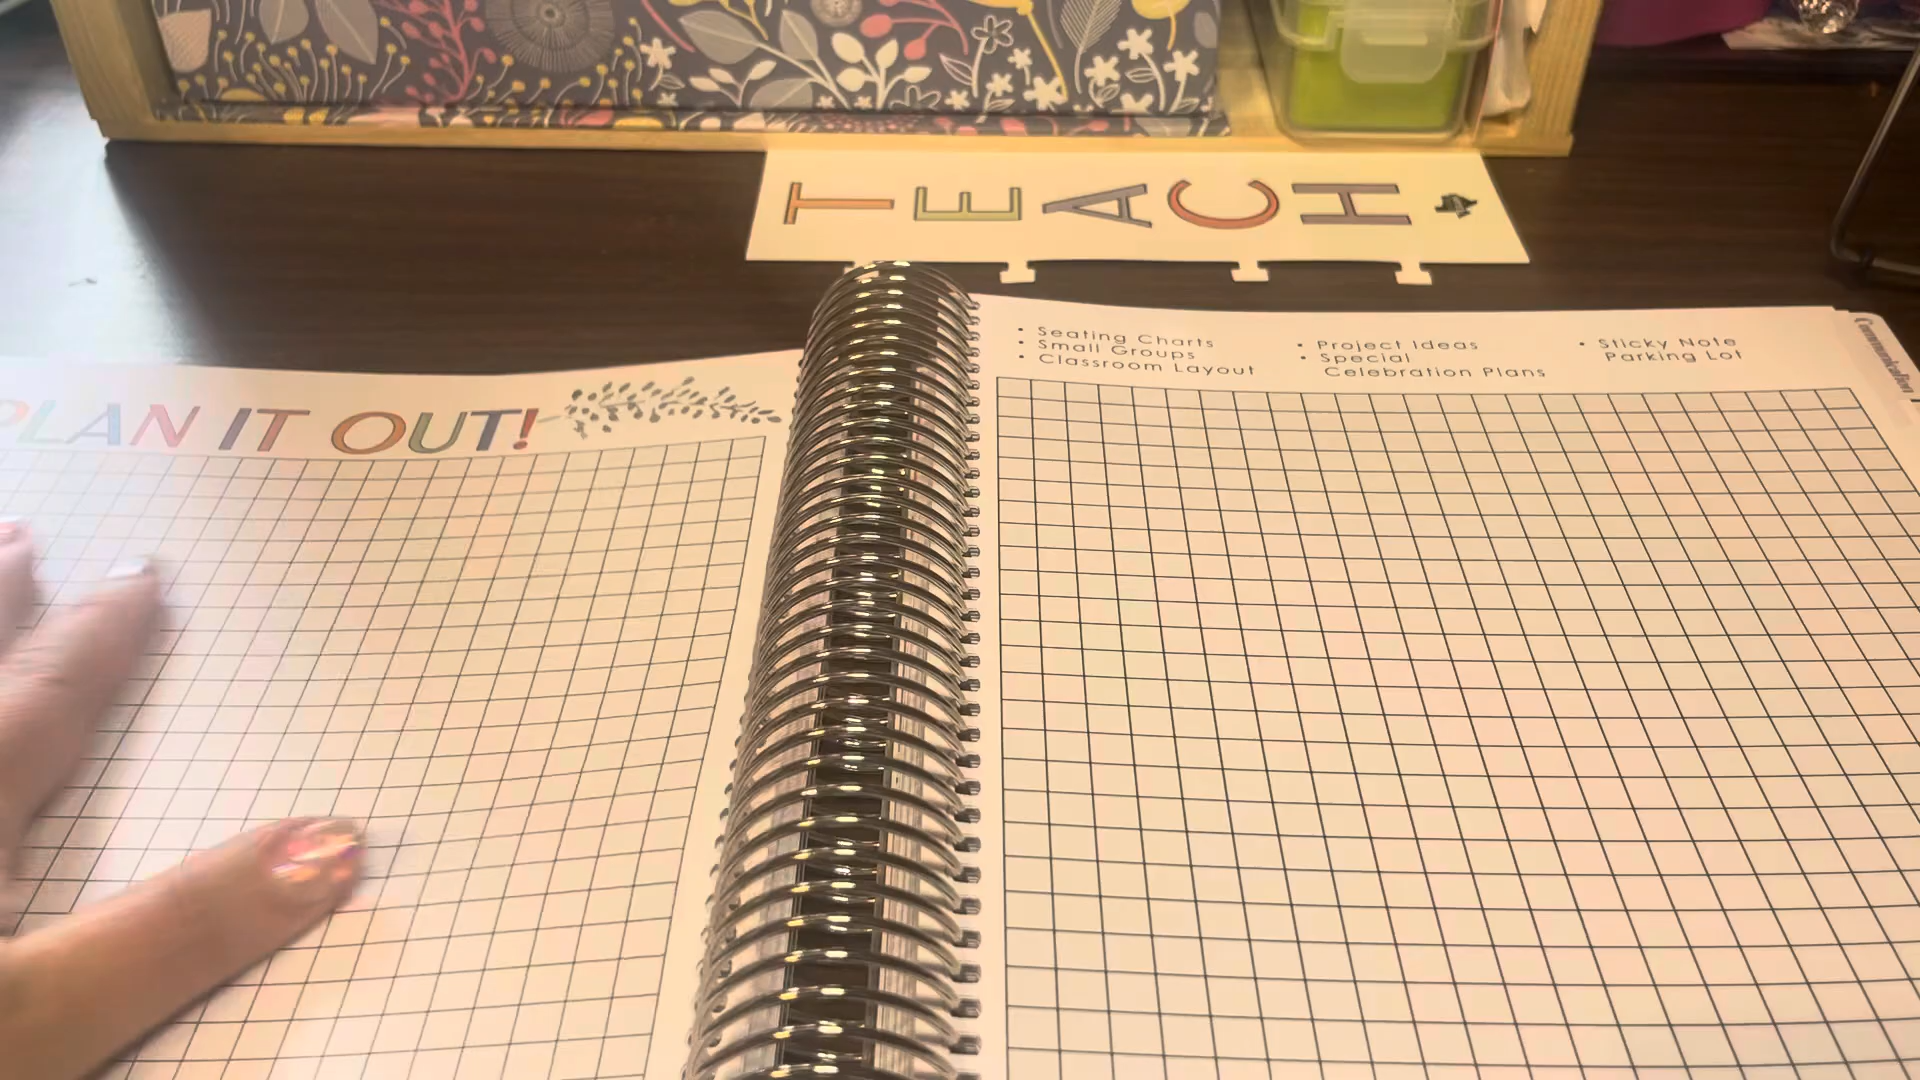 TEACH
PLAN IT OUT!
• Seating Charts
• Small Groups
• Classroom Layout
• Project Ideas
• Special
Celebration Plans
• Sticky Note
Parking Lot
Communication